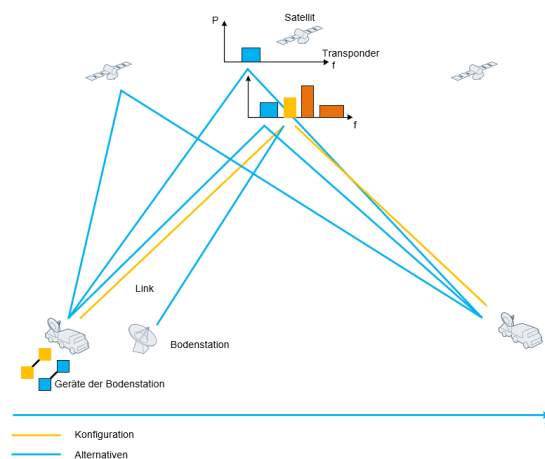 Satellit
P
Transponder
f
f
Link
Bodenstation
Geräte der Bodenstation
Konfiguration
Alternativen